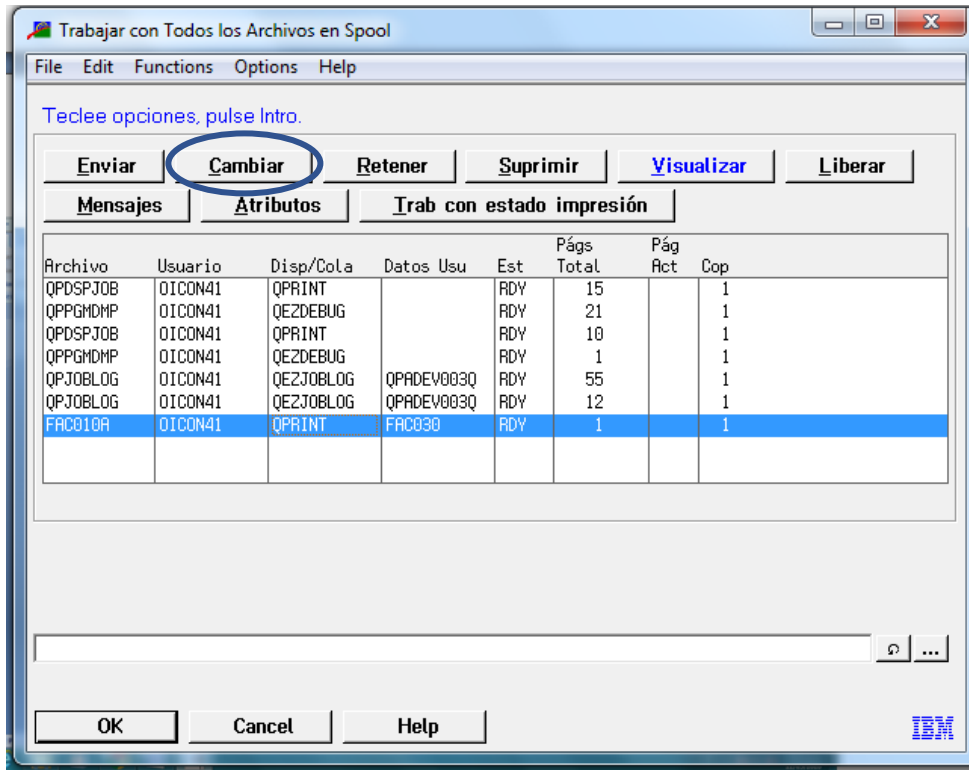 Trabajar con Todos los Archivos en Spool
File Edit Functions Options Help
Teclee opciones, pulse Intro.
Enviar Cambiar Retener Suprimir Visualizar Liberar
Mensajes Atributos Trab con estado impresión
Págs Pág
Archivo Usuario Disp/Cola Datos Usu Est Total Act Cop
QPDSPJOB OICON41 QPRINT RDY 15 1
QPPGMDMP OICON41 QEZDEBUG RDY 21 1
QPDSPJOB OICON41 QPRINT RDY 10 1
QPPGMDMP OICON41 QEZDEBUG RDY 1 1
QPJOBLOG OICON41 QEZJOBLOG QPADEV003Q RDY 55 1
QPJOBLOG OICON41 QEZJOBLOG QPADEV003Q RDY 12 1
FAC010A OICON41 QPRINT FAC030 RDY 1 1
...
OK Cancel Help IBM